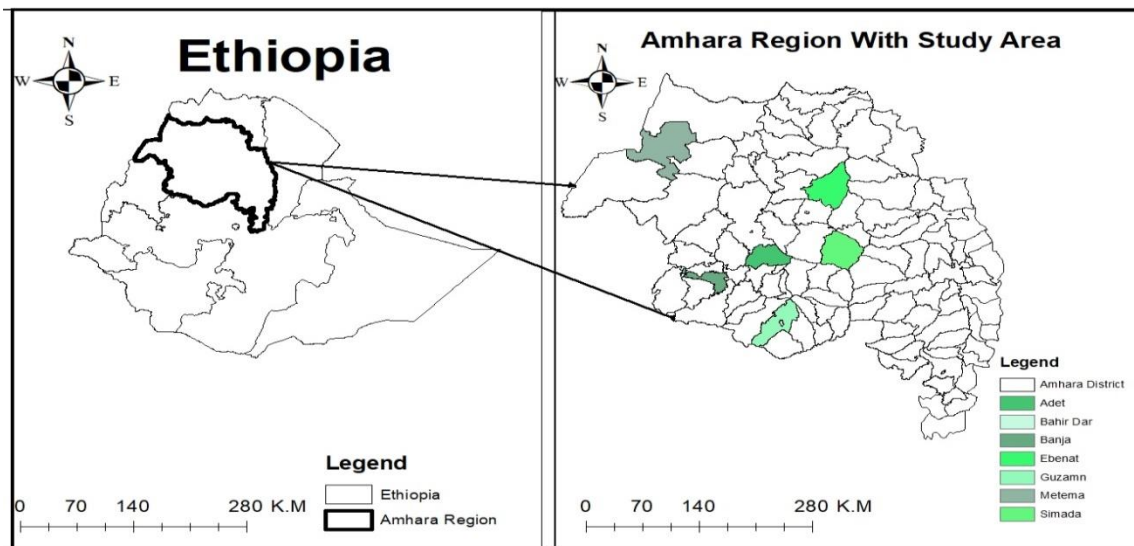 Ethiopia
N
W E
S
Legend
Ethiopia
Amhara Region
0 70 140 280 K.M
Amhara Region With Study Area
N
W E
S
Legend
Amhara District
Adet
Bahir Dar
Banja
Ebenat
Guzamn
Metema
Simada
0 70 140 280 K.M